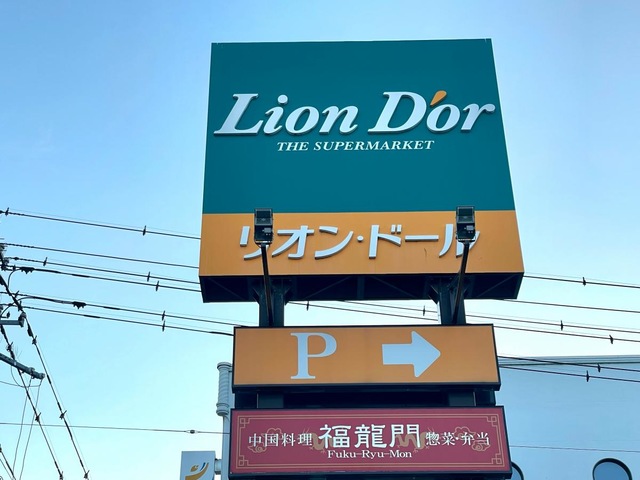 Lion D'or
THE SUPERMARKET
リオン・ドール
P
中国料理 福龍門 惣菜・弁当
Fuku-Ryu-Mon